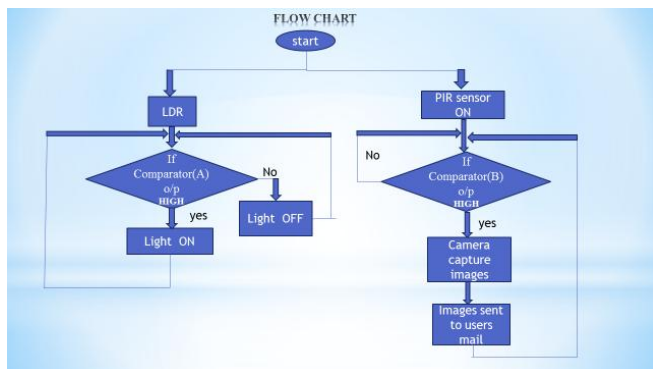 FLOW CHART
start
LDR
If
Comparator(A)
o/p
HIGH
No
yes
Light OFF
Light ON
PIR sensor
ON
No
If
Comparator(B)
o/p
HIGH
yes
Camera
capture
images
Images sent
to users
mail